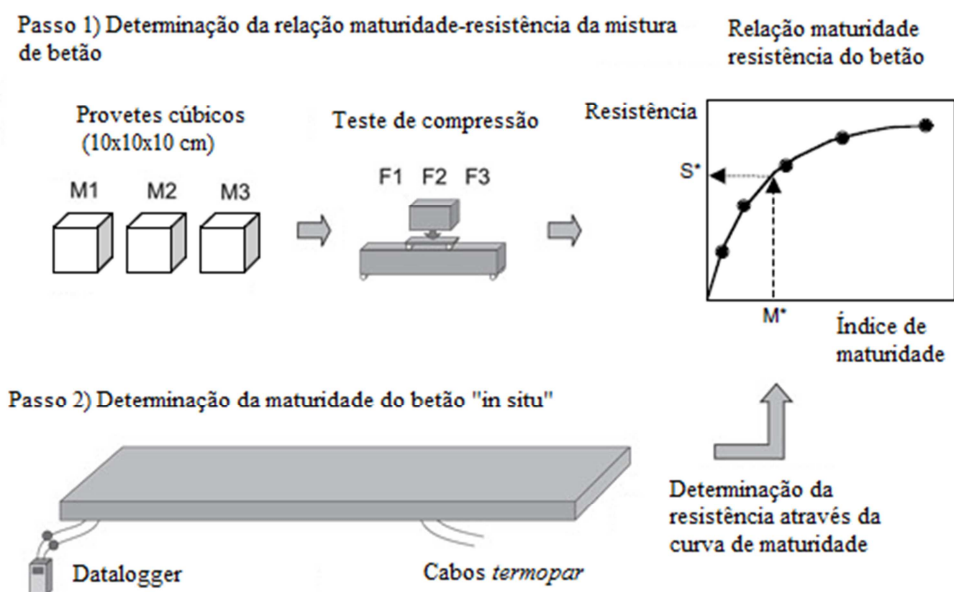 Passo 1) Determinação da relação maturidade-resistência da mistura
de betão
Relação maturidade
resistência do betão
Provetes cúbicos
(10x10x10 cm)
Teste de compressão
Resistência
M1 M2 M3
F1 F2 F3
S*
M*
Índice de
maturidade
Passo 2) Determinação da maturidade do betão "in situ"
Determinação da
resistência através da
curva de maturidade
Datalogger
Cabos termopar